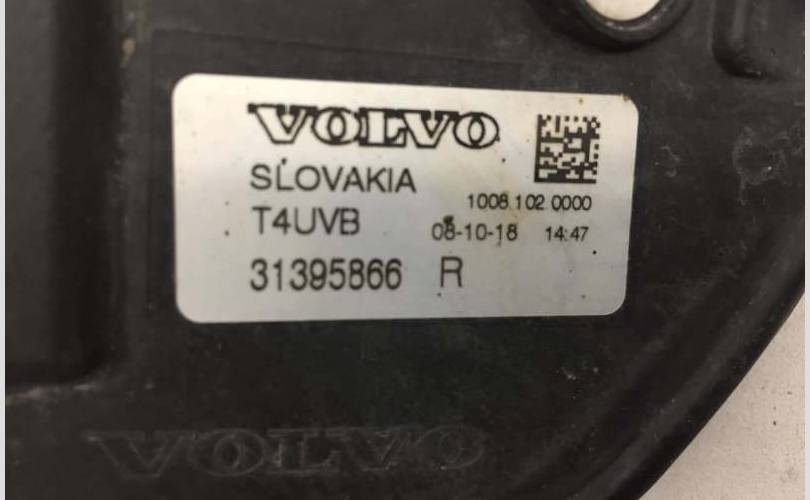 VOLVO
SLOVAKIA
1008 102 0000
T4UVB 08-10-18 14:47
31395866 R
VOLVO